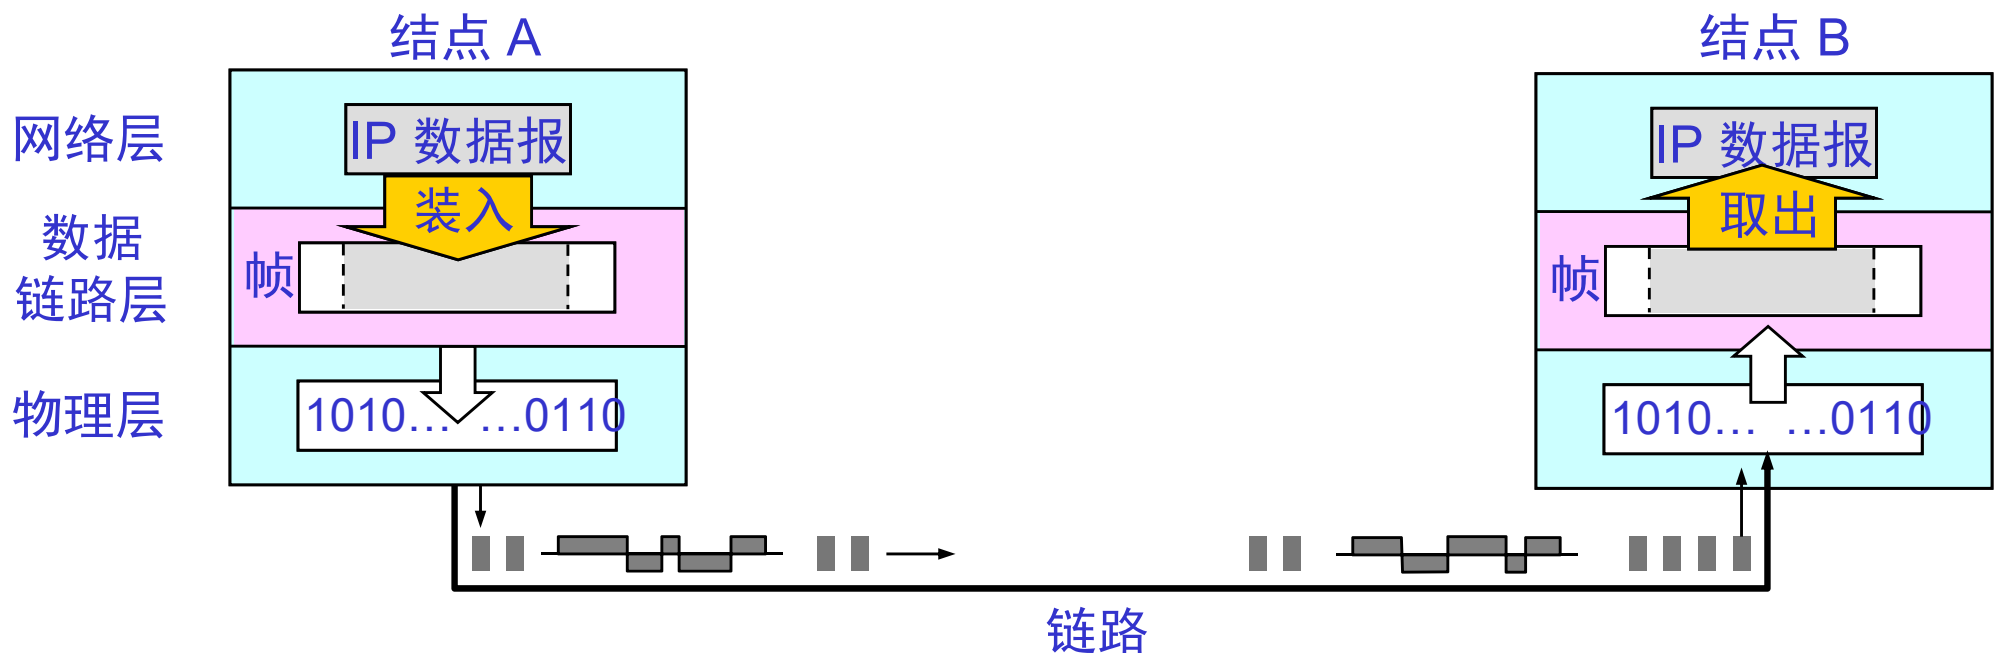 结点 A
结点 B
网络层
IP 数据报
IP 数据报
装入
取出
数据
链路层
帧
帧
物理层
1010… …0110
1010… …0110
链路